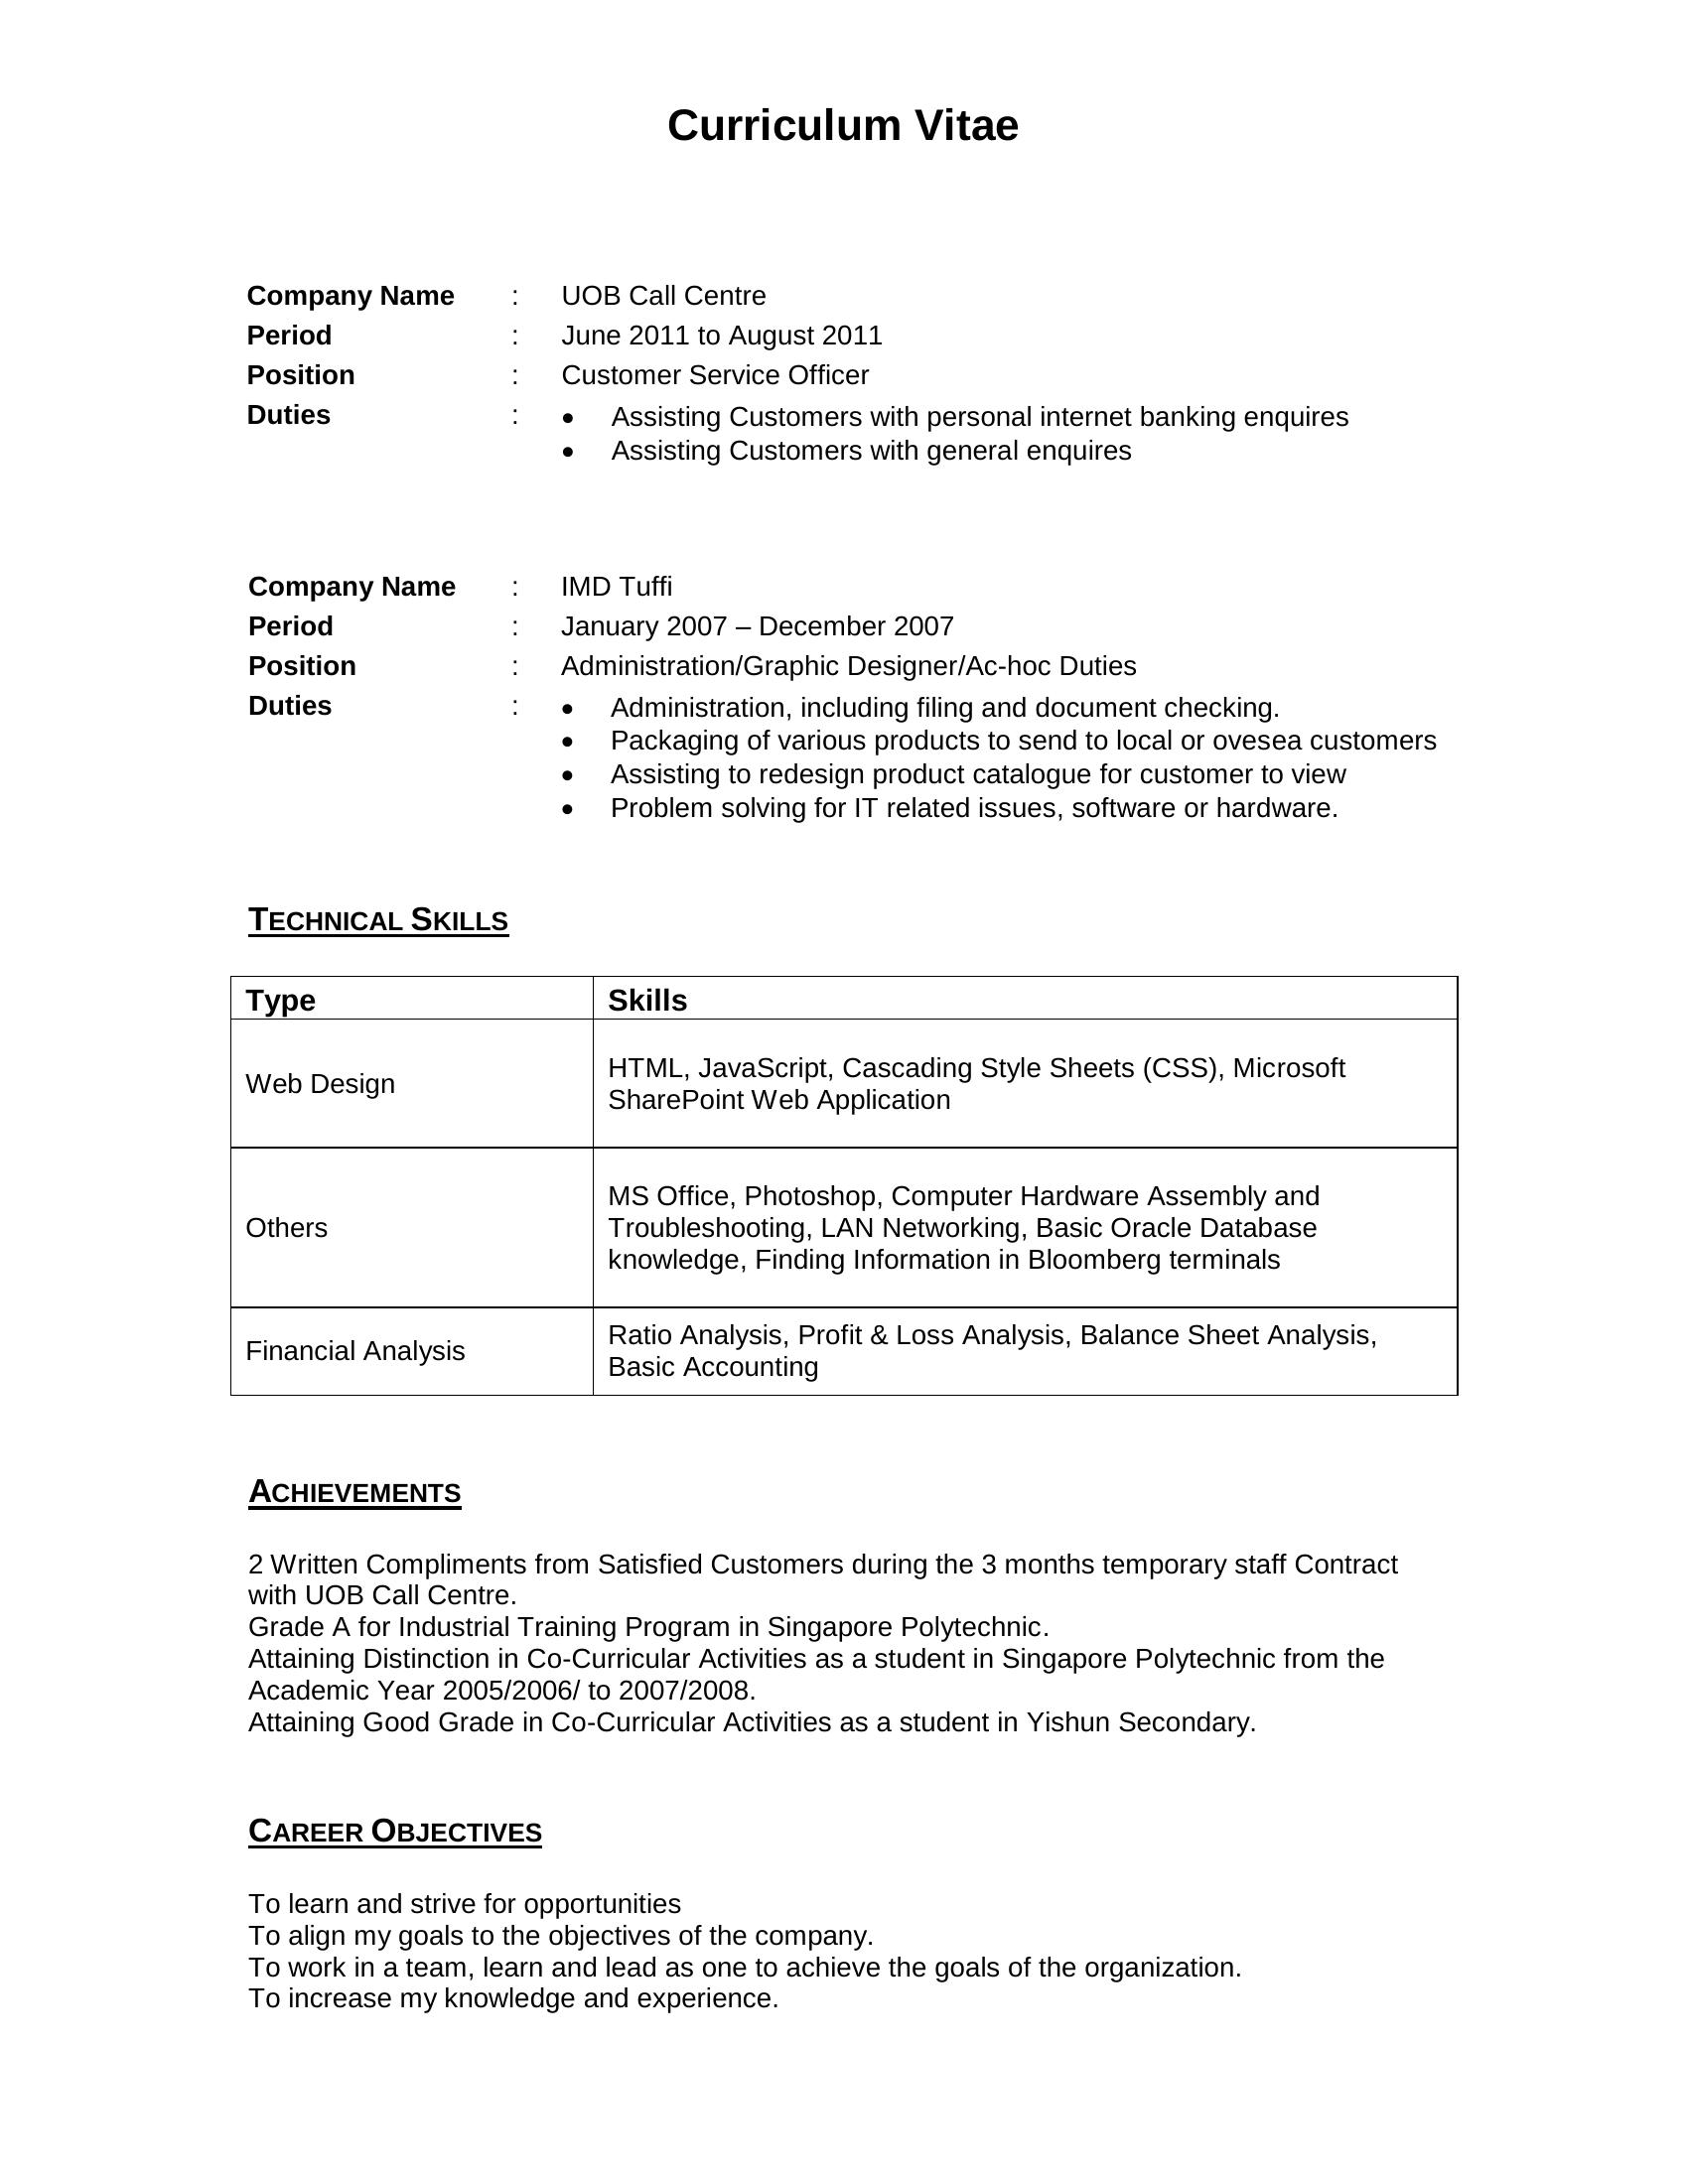 Curriculum Vitae
Company Name : UOB Call Centre
Period : June 2011 to August 2011
Position : Customer Service Officer
Duties : • Assisting Customers with personal internet banking enquires
• Assisting Customers with general enquires
Company Name : IMD Tuffi
Period : January 2007 – December 2007
Position : Administration/Graphic Designer/Ac-hoc Duties
Duties : • Administration, including filing and document checking.
• Packaging of various products to send to local or ovesea customers
• Assisting to redesign product catalogue for customer to view
• Problem solving for IT related issues, software or hardware.
TECHNICAL SKILLS
Type Skills
Web Design
HTML, JavaScript, Cascading Style Sheets (CSS), Microsoft
SharePoint Web Application
Others
MS Office, Photoshop, Computer Hardware Assembly and
Troubleshooting, LAN Networking, Basic Oracle Database
knowledge, Finding Information in Bloomberg terminals
Financial Analysis
Ratio Analysis, Profit & Loss Analysis, Balance Sheet Analysis,
Basic Accounting
ACHIEVEMENTS
2 Written Compliments from Satisfied Customers during the 3 months temporary staff Contract
with UOB Call Centre.
Grade A for Industrial Training Program in Singapore Polytechnic.
Attaining Distinction in Co-Curricular Activities as a student in Singapore Polytechnic from the
Academic Year 2005/2006/ to 2007/2008.
Attaining Good Grade in Co-Curricular Activities as a student in Yishun Secondary.
CAREER OBJECTIVES
To learn and strive for opportunities
To align my goals to the objectives of the company.
To work in a team, learn and lead as one to achieve the goals of the organization.
To increase my knowledge and experience.